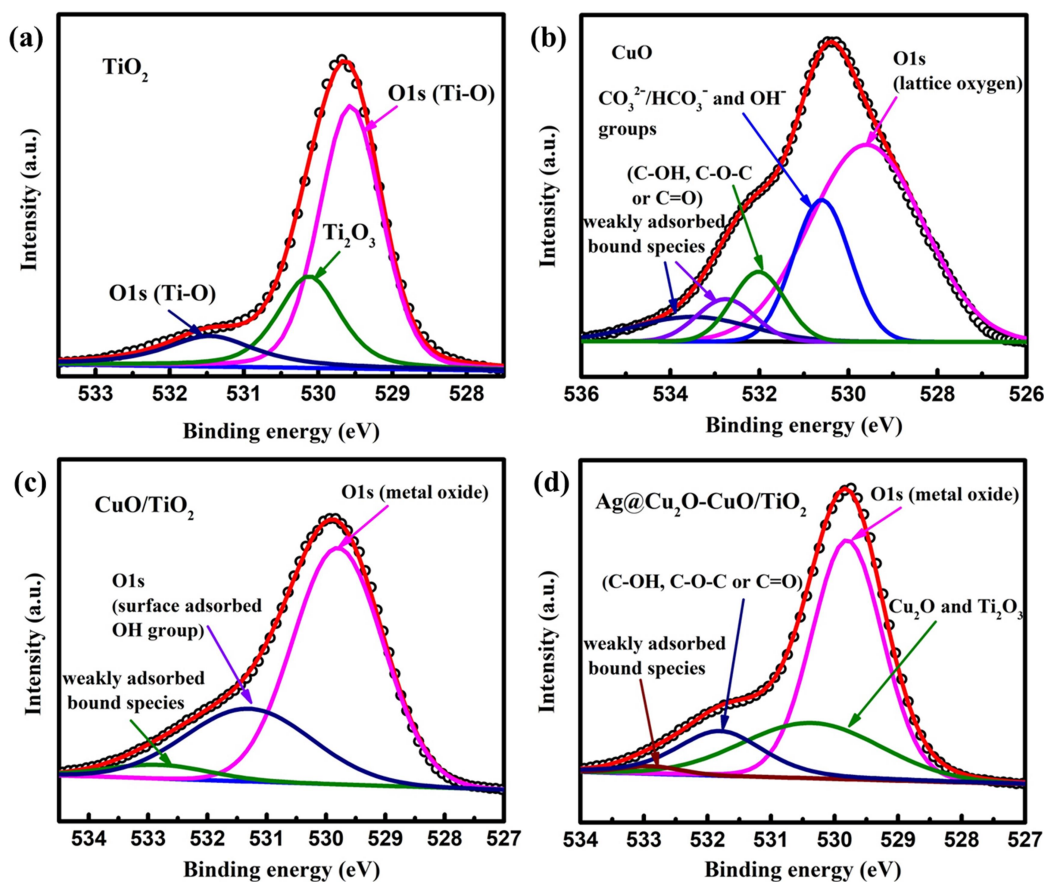 (a)
TiO₂
O1s (Ti-O)
Ti₂O₃
O1s (Ti-O)
Intensity (a.u.)
533 532 531 530 529 528
Binding energy (eV)
(b)
CuO
O1s
(lattice oxygen)
CO₃²⁻/HCO₃⁻ and OH⁻
groups
(C-OH, C-O-C
or C=O)
weakly adsorbed
bound species
Intensity (a.u.)
536 534 532 530 528 526
Binding energy (eV)
(c)
CuO/TiO₂
O1s (metal oxide)
O1s
(surface adsorbed
OH group)
weakly adsorbed
bound species
Intensity (a.u.)
534 533 532 531 530 529 528 527
Binding energy (eV)
(d)
Ag@Cu₂O-CuO/TiO₂
O1s (metal oxide)
(C-OH, C-O-C or C=O)
Cu₂O and Ti₂O₃
weakly adsorbed
bound species
Intensity (a.u.)
534 533 532 531 530 529 528 527
Binding energy (eV)